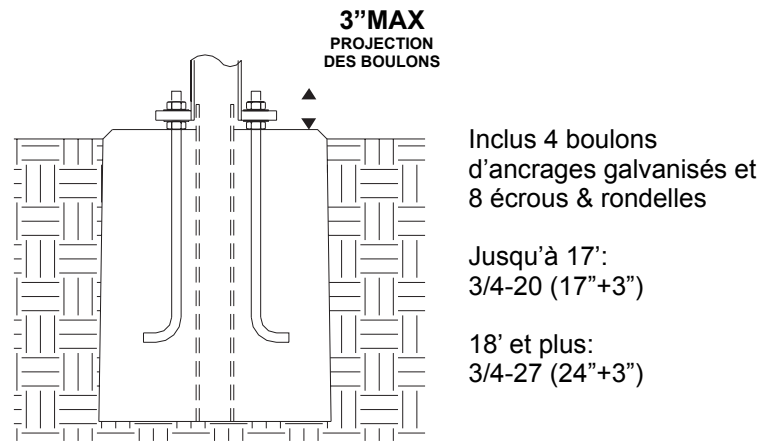 3”MAX
PROJECTION
DES BOULONS
Inclus 4 boulons
d’ancrages galvanisés et
8 écrous & rondelles
Jusqu’à 17’:
3/4-20 (17”+3”)
18’ et plus:
3/4-27 (24”+3”)